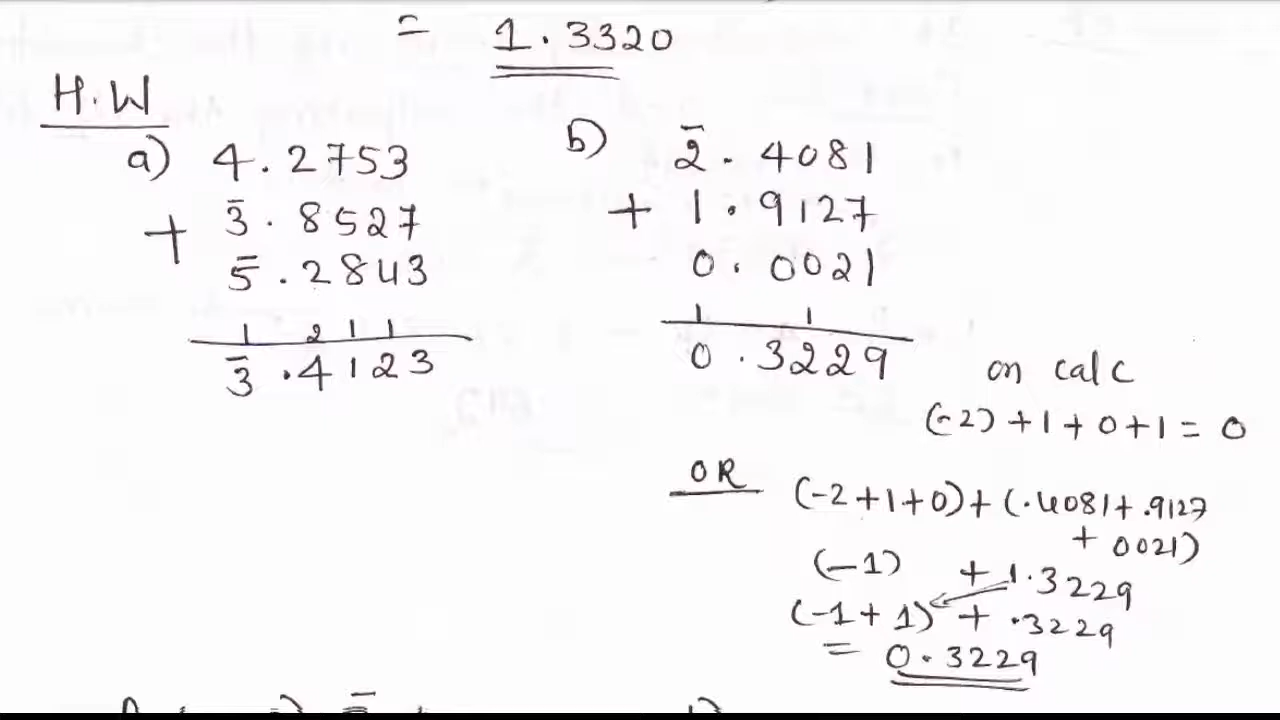 = 1.3320
H.W
a) 4.2753
+ 3̄.8527
5̄.2843
1 2 1 1
3̄.4123
b) 2̄.4081
+ 1.9127
0.0021
1 1
0.3229
on calc
(-2)+1+0+1=0
OR (-2+1+0)+(.4081+.9127
+ 0021)
(-1) + 1.3229
(-1+1) + .3229
= 0.3229